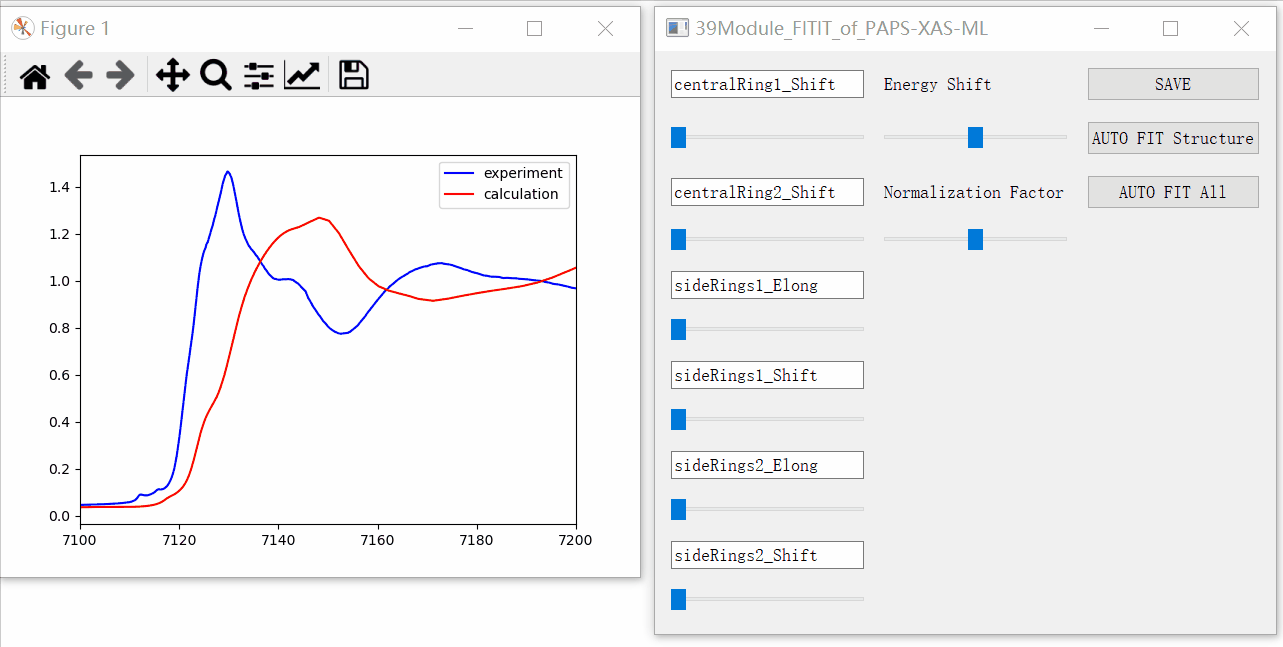 Figure 1
experiment
calculation
1.4
1.2
1.0
0.8
0.6
0.4
0.2
0.0
7100 7120 7140 7160 7180 7200
39Module_FITIT_of_PAPS-XAS-ML
centralRing1_Shift Energy Shift SAVE
AUTO FIT Structure
centralRing2_Shift Normalization Factor AUTO FIT All
sideRings1_Elong
sideRings1_Shift
sideRings2_Elong
sideRings2_Shift